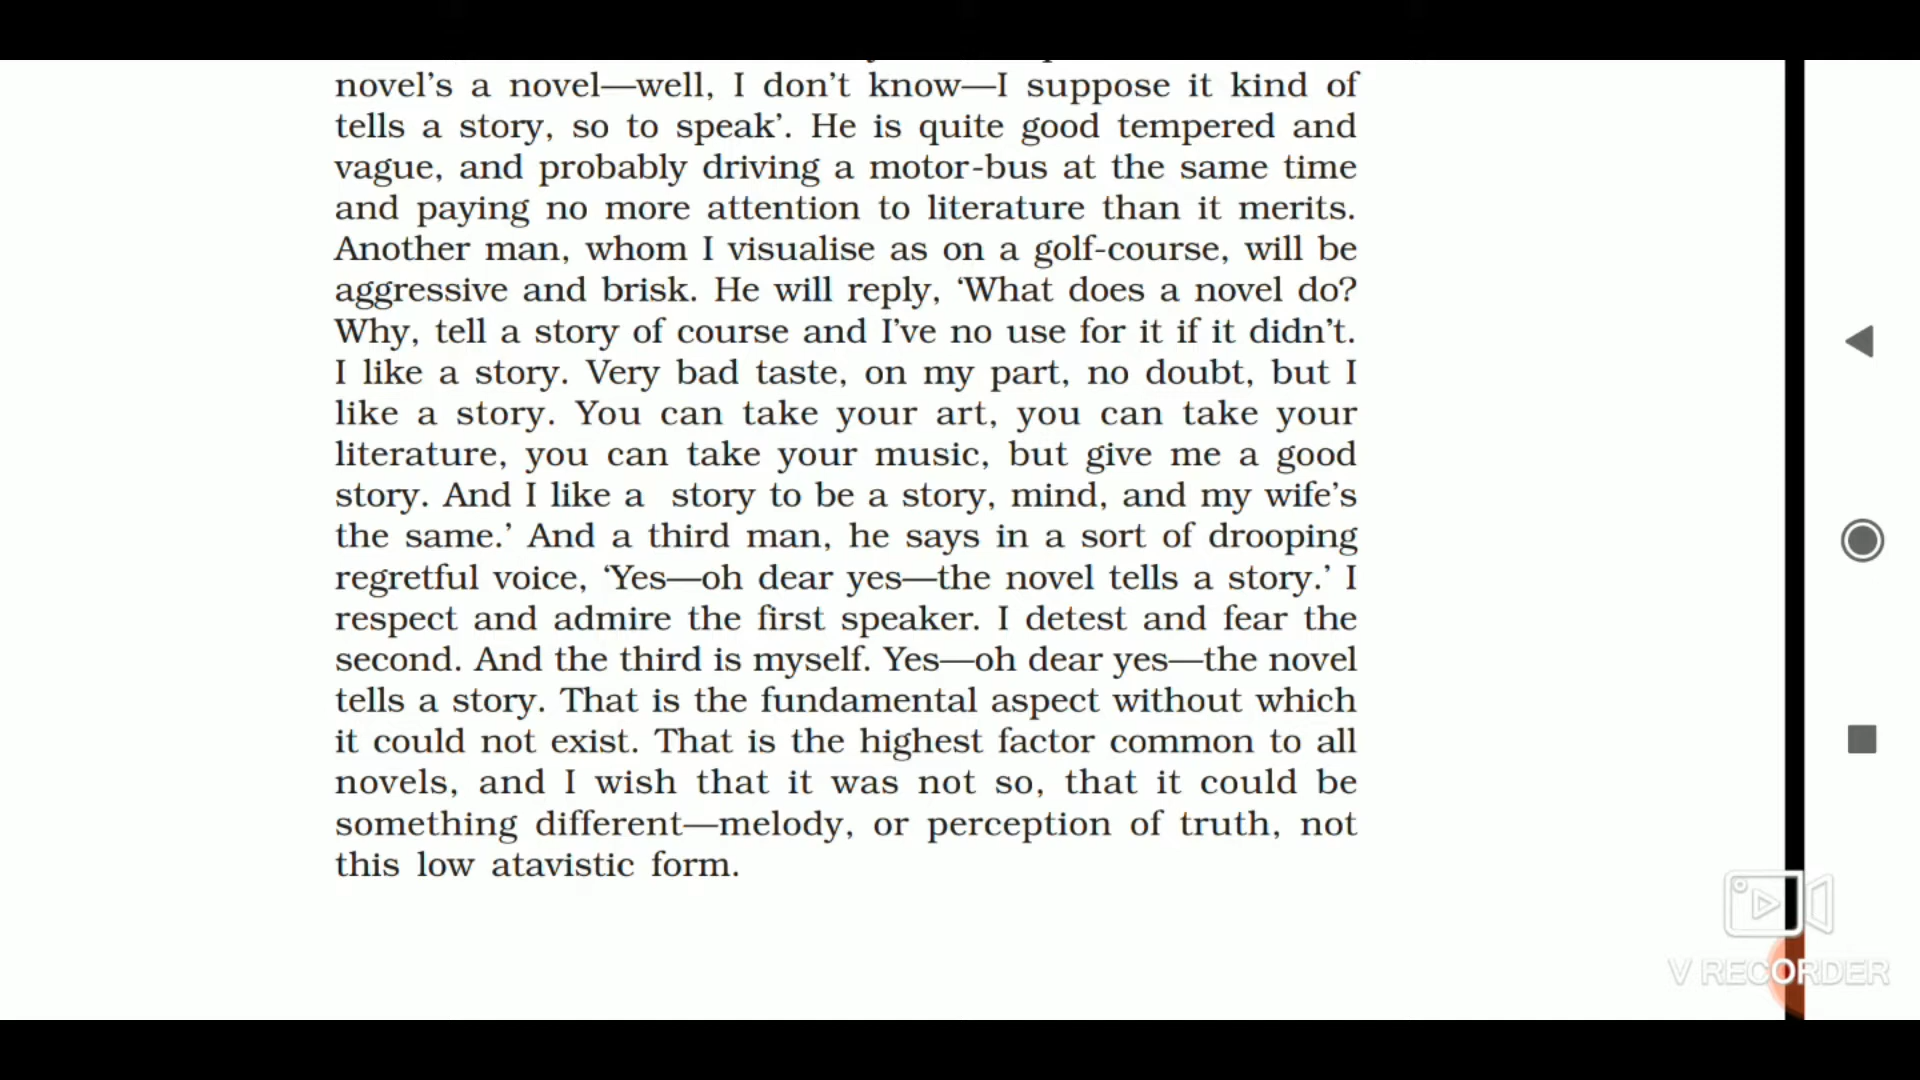 novel's a novel—well, I don't know—I suppose it kind of
tells a story, so to speak’. He is quite good tempered and
vague, and probably driving a motor-bus at the same time
and paying no more attention to literature than it merits.
Another man, whom I visualise as on a golf-course, will be
aggressive and brisk. He will reply, ‘What does a novel do?
Why, tell a story of course and I've no use for it if it didn't.
I like a story. Very bad taste, on my part, no doubt, but I
like a story. You can take your art, you can take your
literature, you can take your music, but give me a good
story. And I like a story to be a story, mind, and my wife's
the same.’ And a third man, he says in a sort of drooping
regretful voice, ‘Yes—oh dear yes—the novel tells a story.’ I
respect and admire the first speaker. I detest and fear the
second. And the third is myself. Yes—oh dear yes—the novel
tells a story. That is the fundamental aspect without which
it could not exist. That is the highest factor common to all
novels, and I wish that it was not so, that it could be
something different—melody, or perception of truth, not
this low atavistic form.
V RECORDER